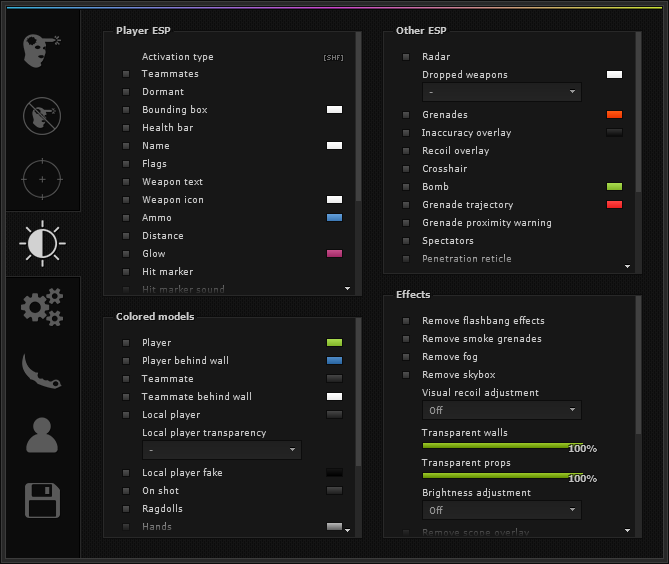 Player ESP
Activation type
[SHF]
Teammates
Dormant
Bounding box
Health bar
Name
Flags
Weapon text
Weapon icon
Ammo
Distance
Glow
Hit marker
Hit marker sound
Other ESP
Radar
Dropped weapons
-
Grenades
Inaccuracy overlay
Recoil overlay
Crosshair
Bomb
Grenade trajectory
Grenade proximity warning
Spectators
Penetration reticle
Colored models
Player
Player behind wall
Teammate
Teammate behind wall
Local player
Local player transparency
-
Local player fake
On shot
Ragdolls
Hands
Effects
Remove flashbang effects
Remove smoke grenades
Remove fog
Remove skybox
Visual recoil adjustment
Off
Transparent walls
100%
Transparent props
100%
Brightness adjustment
Off
Remove scope overlay